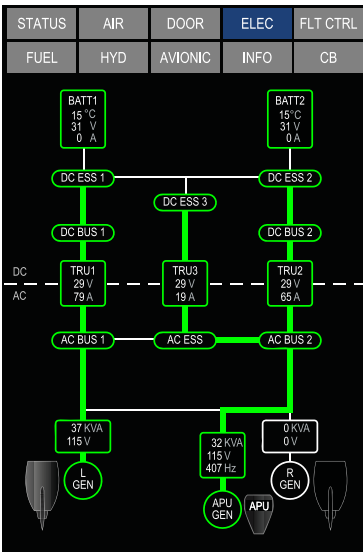 STATUS AIR DOOR ELEC FLT CTRL
FUEL HYD AVIONIC INFO CB
BATT1 BATT2
15 °C 15°C
31 V 31 V
0 A 0 A
DC ESS 1 DC ESS 2
DC ESS 3
DC BUS 1 DC BUS 2
TRU1 TRU3 TRU2
DC 29 V 29 V 29 V
AC 79 A 19 A 65 A
AC BUS 1 AC ESS AC BUS 2
37 KVA 0 KVA
115 V 0 V
32 KVA
115 V
407 Hz
L GEN
R GEN
APU GEN
APU